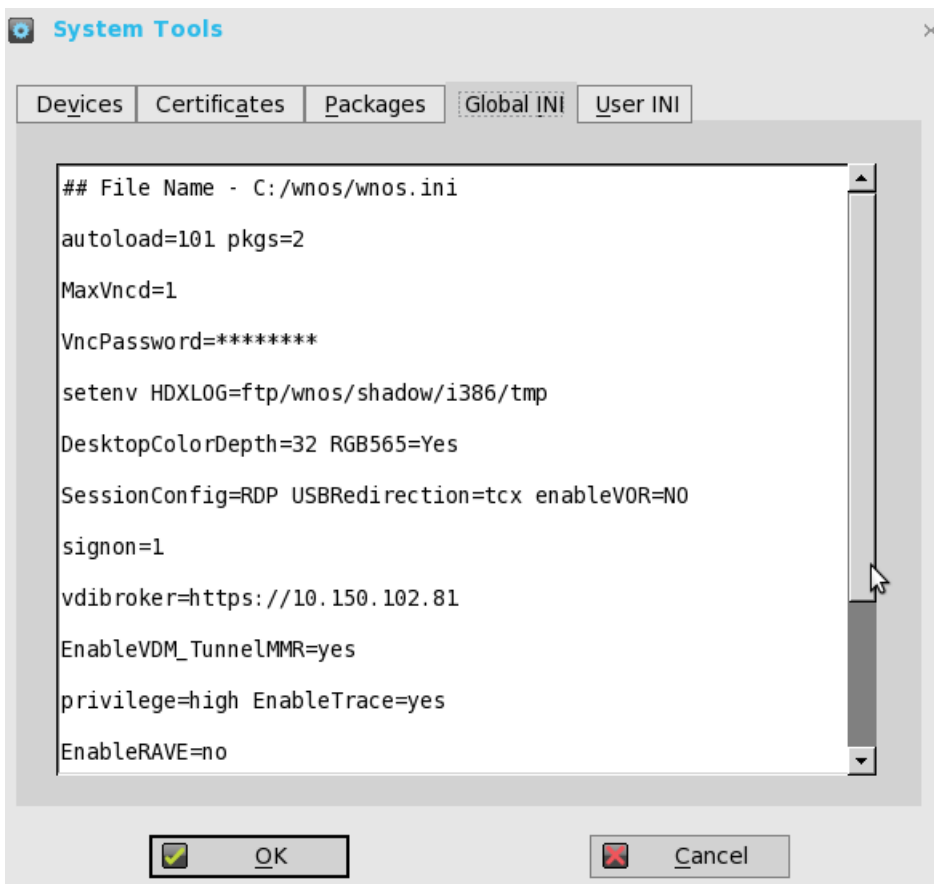 System Tools
Devices Certificates Packages Global INI User INI
## File Name - C:/wnos/wnos.ini
autoload=101 pkgs=2
MaxVncd=1
VncPassword=********
setenv HDXLOG=ftp/wnos/shadow/i386/tmp
DesktopColorDepth=32 RGB565=Yes
SessionConfig=RDP USBRedirection=tcx enableVOR=NO
signon=1
vdibroker=https://10.150.102.81
EnableVDM_TunnelMMR=yes
privilege=high EnableTrace=yes
EnableRAVE=no
OK Cancel